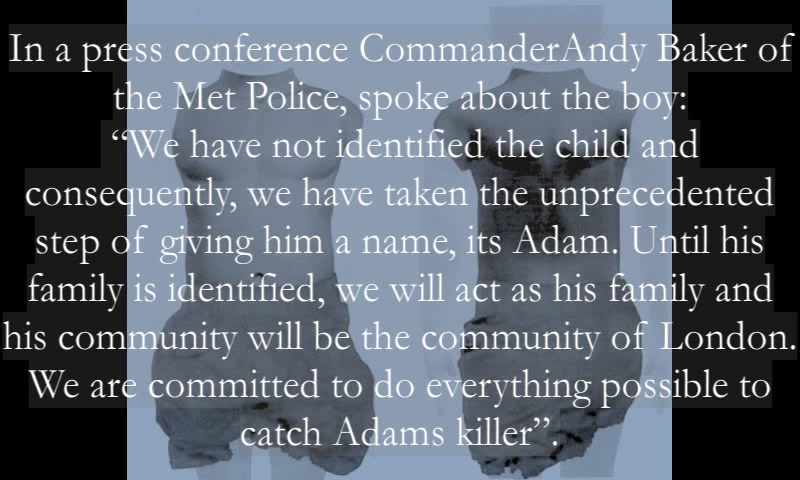 In a press conference CommanderAndy Baker of
the Met Police, spoke about the boy:
“We have not identified the child and
consequently, we have taken the unprecedented
step of giving him a name, its Adam. Until his
family is identified, we will act as his family and
his community will be the community of London.
We are committed to do everything possible to
catch Adams killer”.